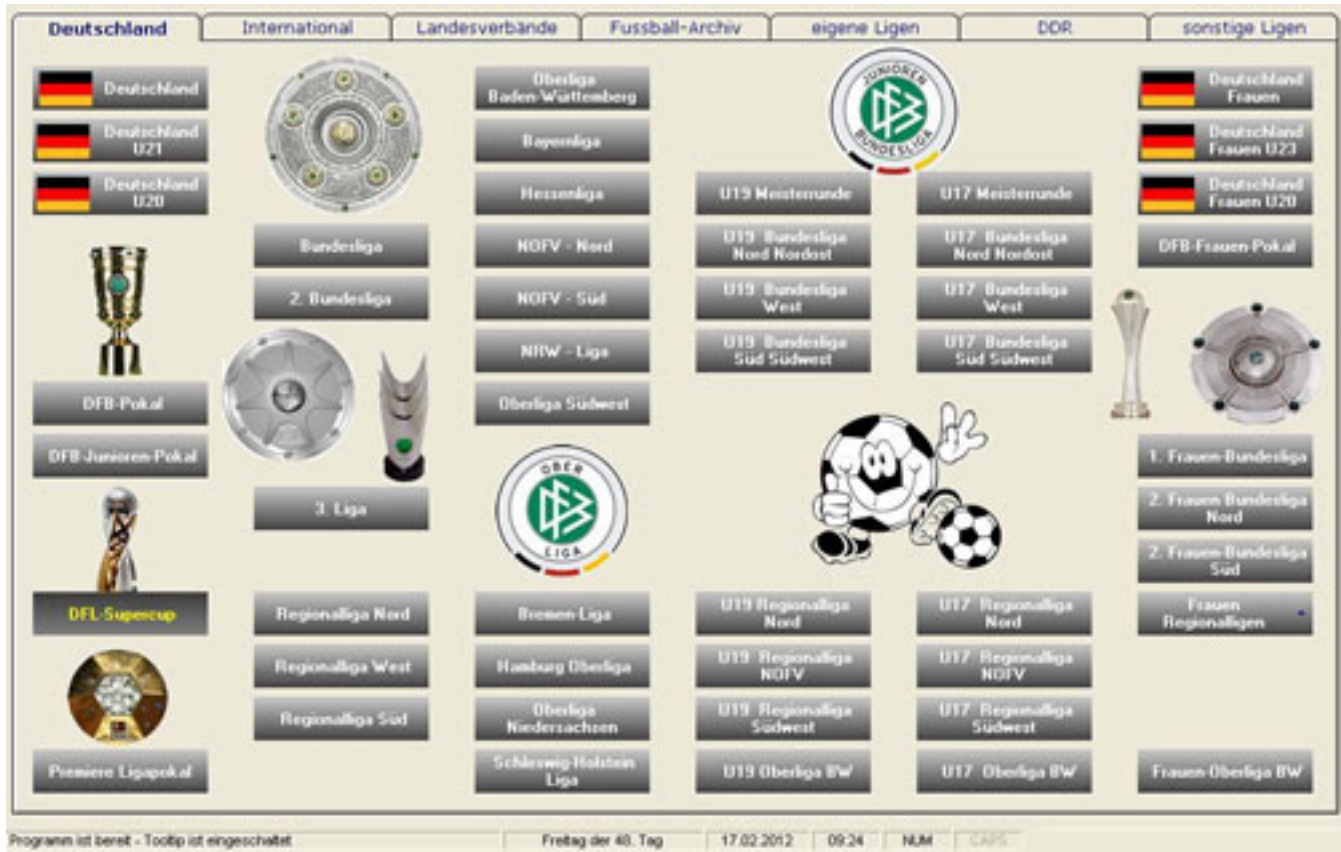 Deutschland
International
Landesverbände
Fussball-Archiv
eigene Ligen
DDR
sonstige Ligen
Deutschland
Deutschland
U21
Deutschland
U20
DFB-Pokal
DFB-Junioren-Pokal
DFL-Supercup
Premiere Ligapokal
Bundesliga
2. Bundesliga
3. Liga
Regionalliga Nord
Regionalliga West
Regionalliga Süd
Oberliga
Baden-Württemberg
Bayernliga
Hessenliga
NOFV - Nord
NOFV - Süd
NRW - Liga
Oberliga Südwest
OBER
DFB
LIGA
Bremen-Liga
Hamburg Oberliga
Oberliga
Niedersachsen
Schleswig-Holstein
Liga
JUNIOREN
DFB
BUNDESLIGA
U19 Meisterrunde
U19 Bundesliga
Nord Nordost
U19 Bundesliga
West
U19 Bundesliga
Süd Südwest
U17 Meisterrunde
U17 Bundesliga
Nord Nordost
U17 Bundesliga
West
U17 Bundesliga
Süd Südwest
U19 Regionalliga
Nord
U19 Regionalliga
NOFV
U19 Regionalliga
Südwest
U19 Oberliga BW
U17 Regionalliga
Nord
U17 Regionalliga
NOFV
U17 Regionalliga
Südwest
U17 Oberliga BW
Deutschland
Frauen
Deutschland
Frauen U23
Deutschland
Frauen U20
DFB-Frauen-Pokal
1. Frauen-Bundesliga
2. Frauen Bundesliga
Nord
2. Frauen-Bundesliga
Süd
Frauen
Regionalligen
Frauen-Oberliga BW
Programm ist bereit - Tooltip ist eingeschaltet
Freitag der 48. Tag
17.02.2012
09:24
NUM
CAPS